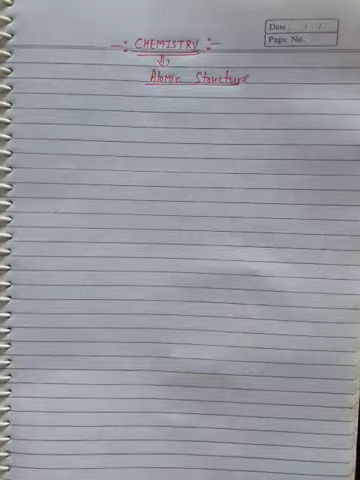 Date : / /
Page No.
—: CHEMISTRY :—
⇓
Atomic Structure